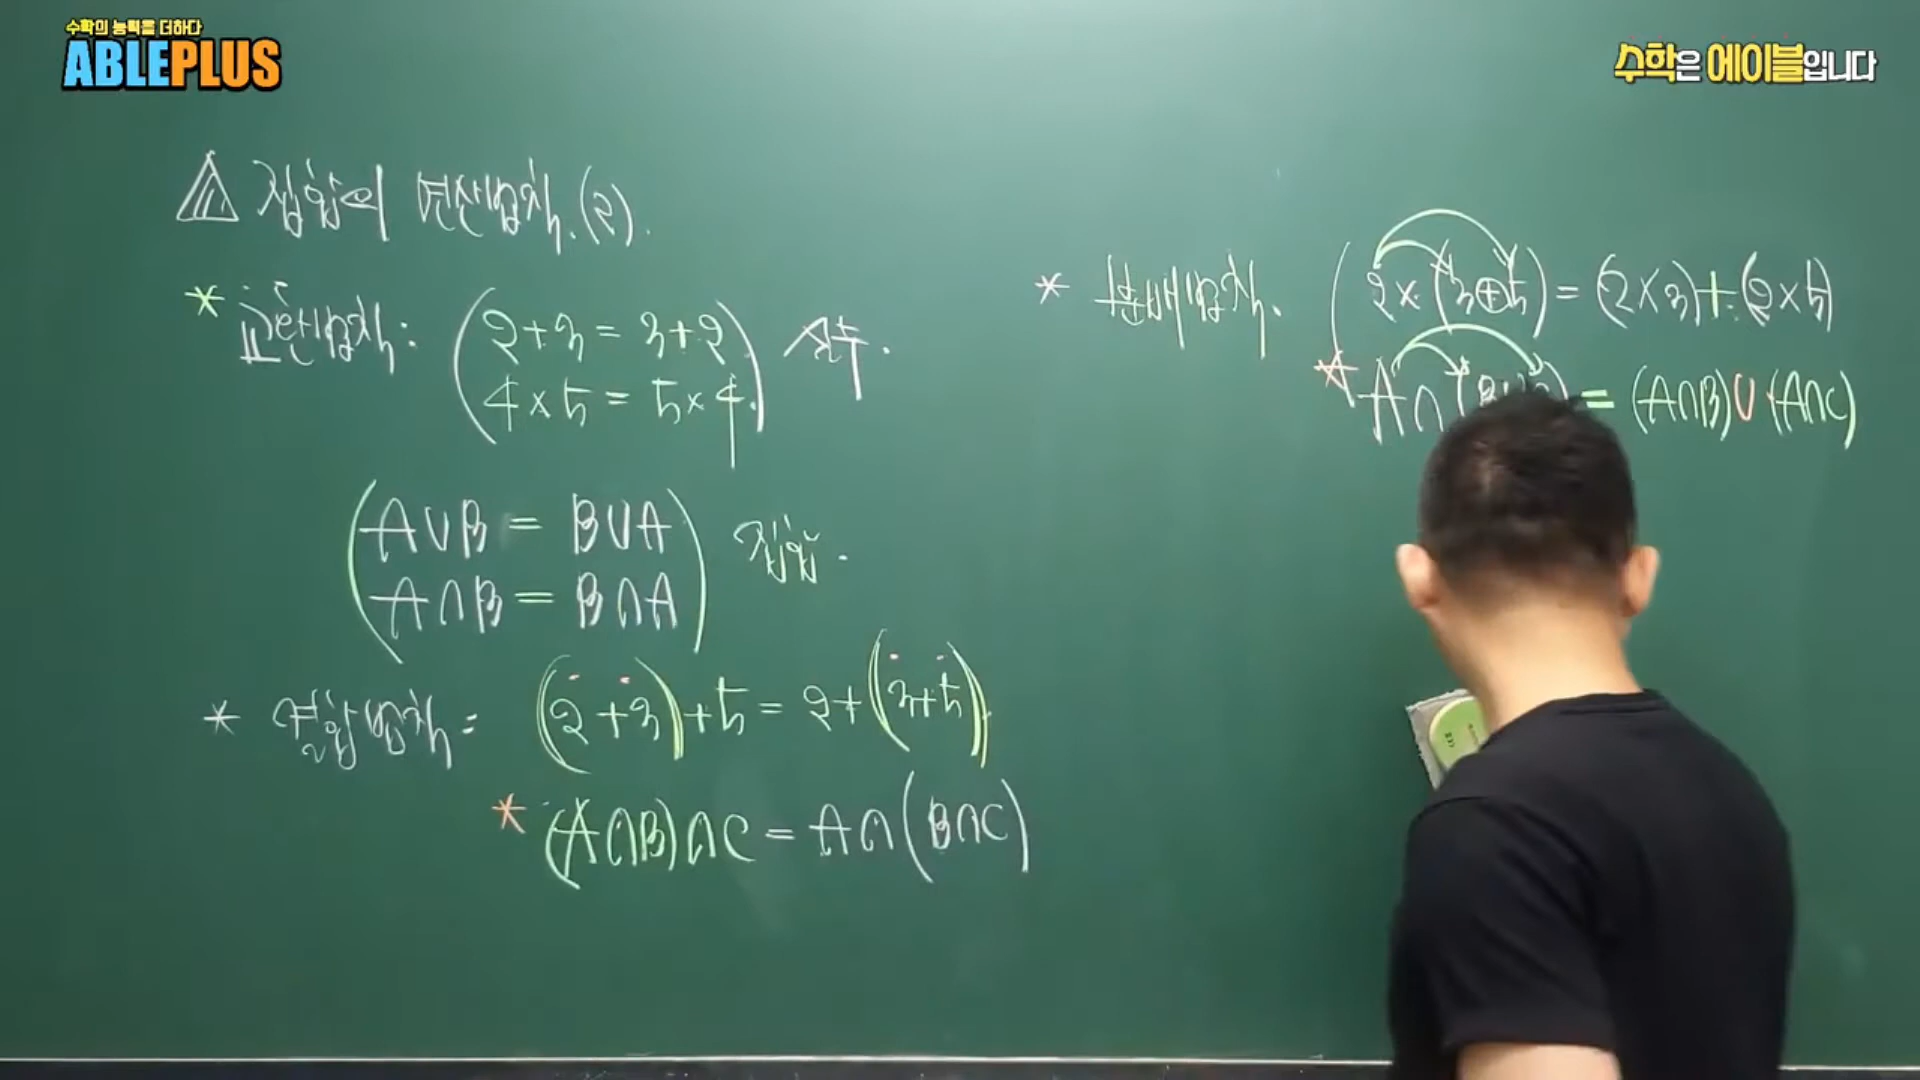 수학의 능력을 더하다
ABLEPLUS
수학은 에이블입니다
집합의 연산법칙.(2).
* 교환법칙:
2+3 = 3+2
4×5 = 5×4
실수.
A∪B = B∪A
A∩B = B∩A
집합.
* 결합법칙=
(2+3)+5 = 2+(3+5)
* (A∩B)∩C = A∩(B∩C)
* 분배법칙.
2×(3+5) = (2×3)+(2×5)
* A∩(B = (A∩B)∪(A∩C)